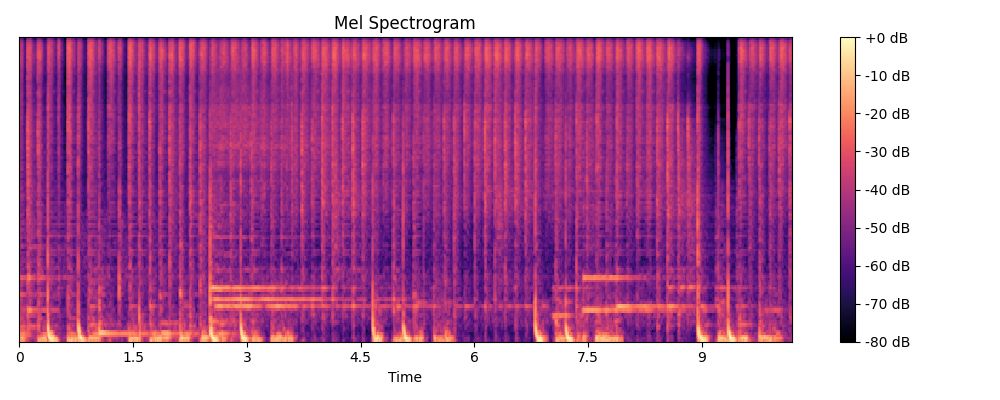 Mel Spectrogram
+0 dB
-10 dB
-20 dB
-30 dB
-40 dB
-50 dB
-60 dB
-70 dB
-80 dB
0 1.5 3 4.5 6 7.5 9
Time